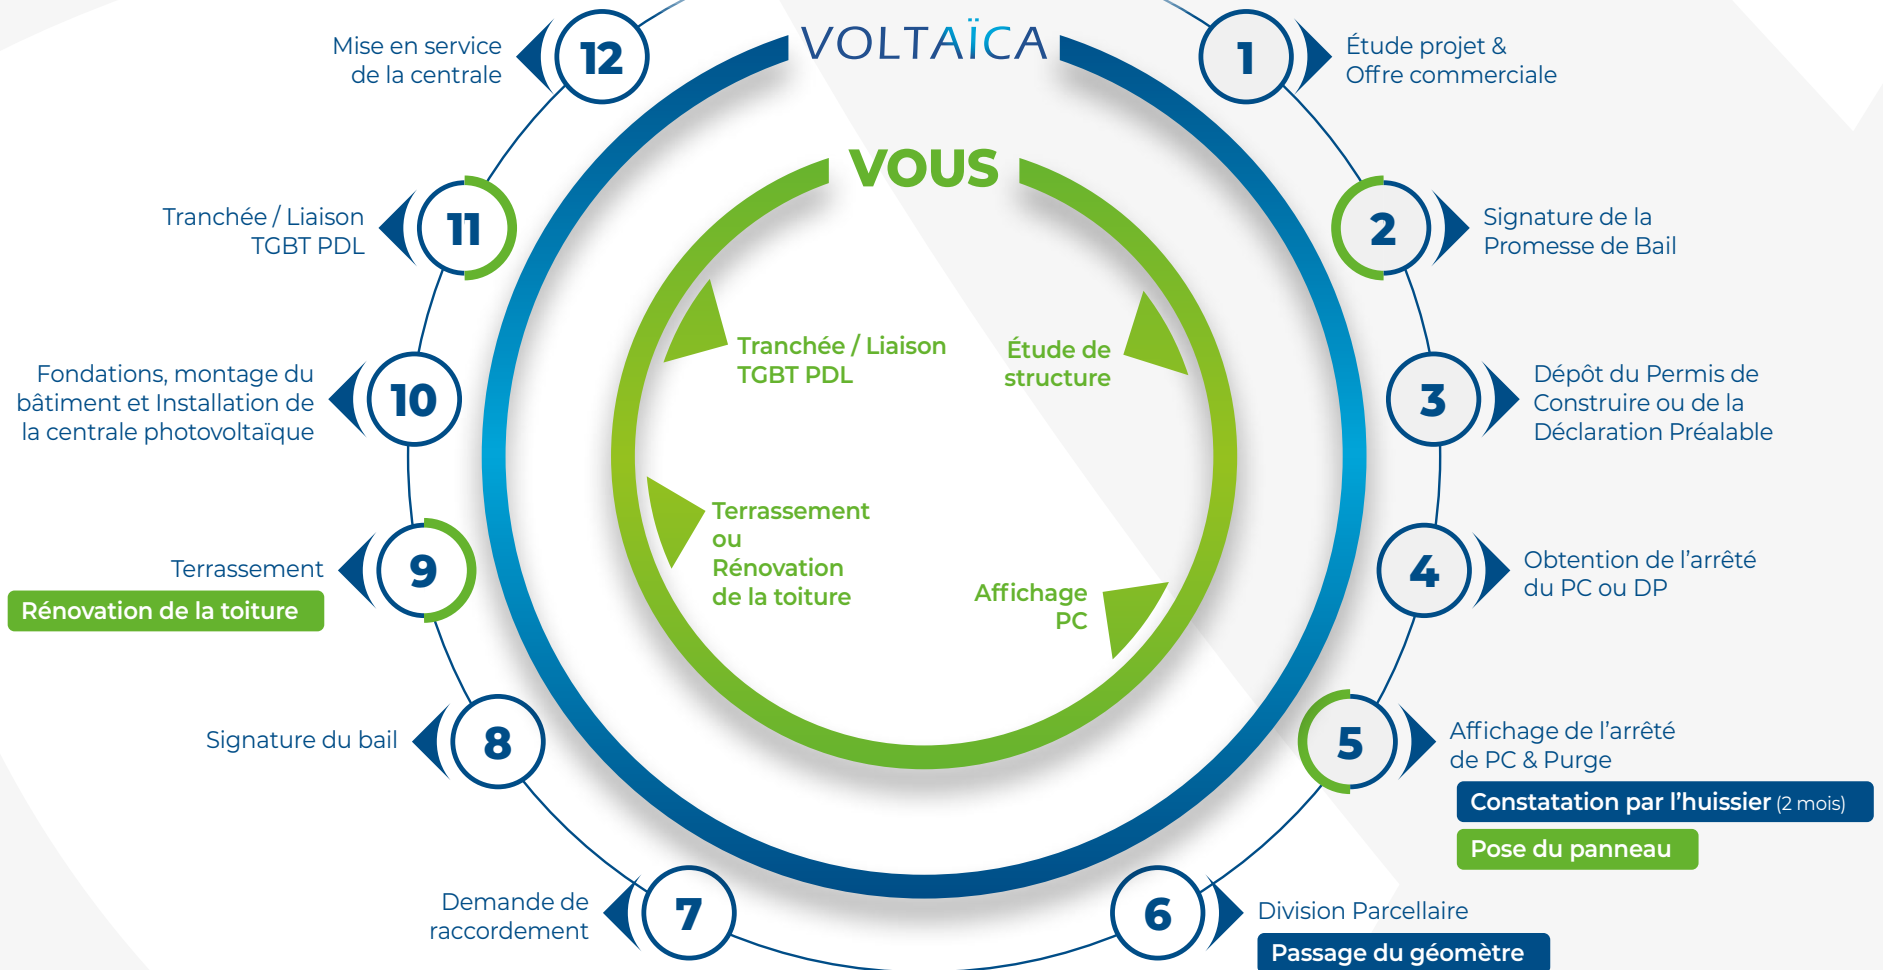 VOLTAÏCA
VOUS
1
Étude projet &
Offre commerciale
2
Signature de la
Promesse de Bail
3
Dépôt du Permis de
Construire ou de la
Déclaration Préalable
4
Obtention de l'arrêté
du PC ou DP
5
Affichage de l'arrêté
de PC & Purge
Constatation par l'huissier (2 mois)
Pose du panneau
6
Division Parcellaire
Passage du géomètre
7
Demande de
raccordement
8
Signature du bail
9
Terrassement
Rénovation de la toiture
10
Fondations, montage du
bâtiment et Installation de
la centrale photovoltaïque
11
Tranchée / Liaison
TGBT PDL
12
Mise en service
de la centrale
Étude de
structure
Affichage
PC
Terrassement
ou
Rénovation
de la toiture
Tranchée / Liaison
TGBT PDL